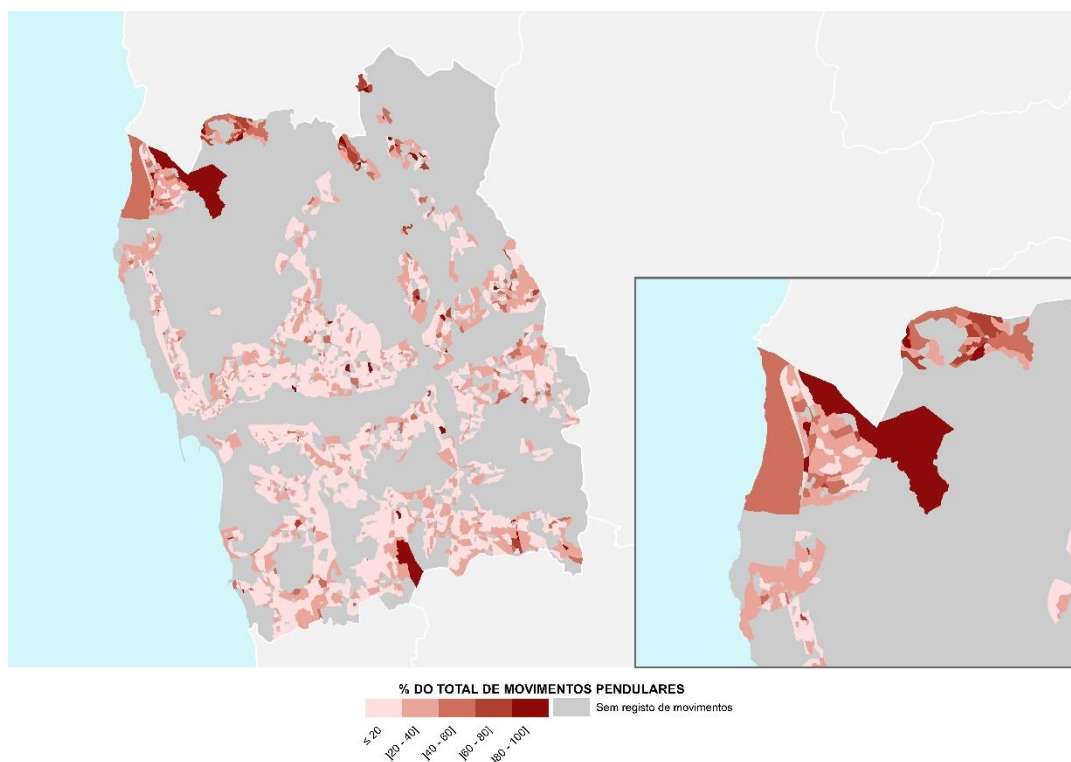 % DO TOTAL DE MOVIMENTOS PENDULARES
Sem registo de movimentos
≤ 20
]20 - 40]
]40 - 60]
]60 - 80]
]80 - 100]